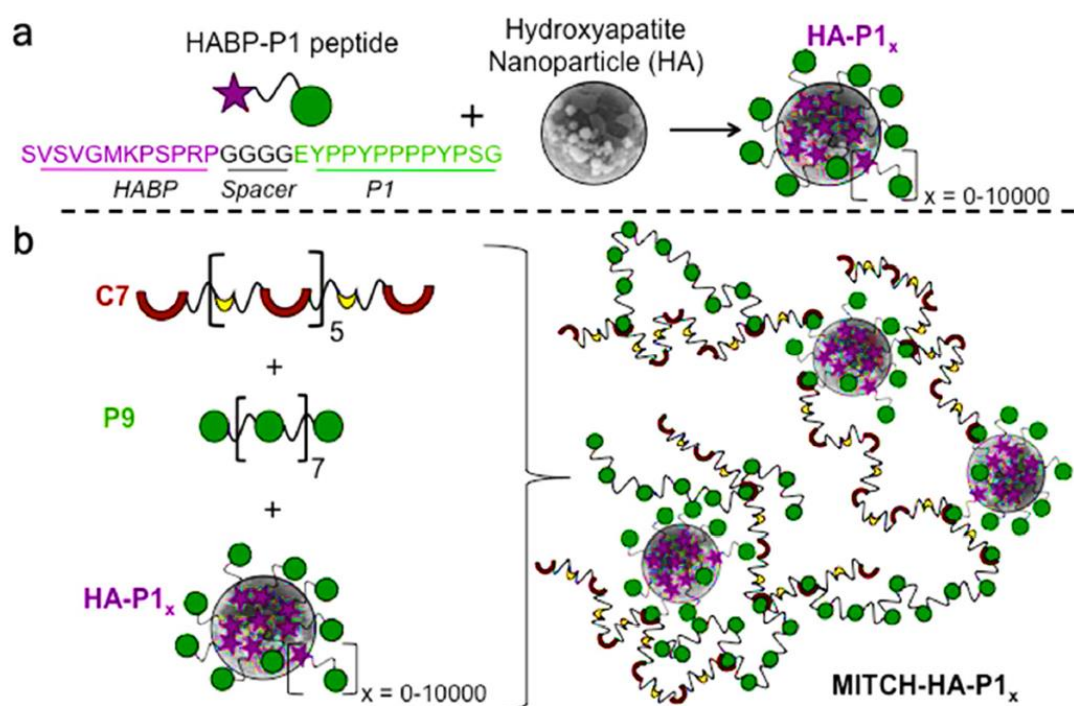 a
HABP-P1 peptide
SVSVGMKPSPRPGGGGEYPPYPPPPYPSG
HABP Spacer P1
+
Hydroxyapatite
Nanoparticle (HA)
HA-P1x
x = 0-10000
b
C7
5
+
P9
7
+
HA-P1x
x = 0-10000
MITCH-HA-P1x